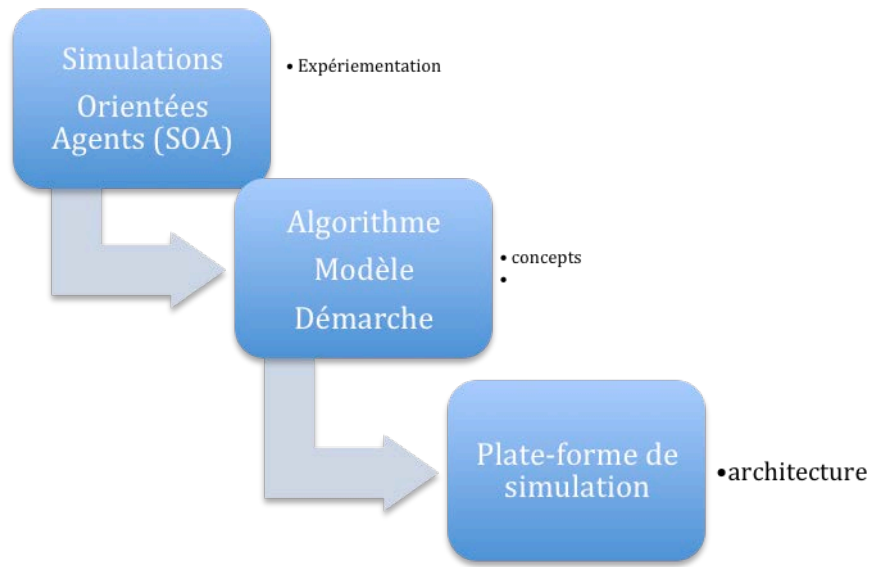 Simulations
Orientées
Agents (SOA)
• Expériementation
Algorithme
Modèle
Démarche
• concepts
•
Plate-forme de
simulation
•architecture